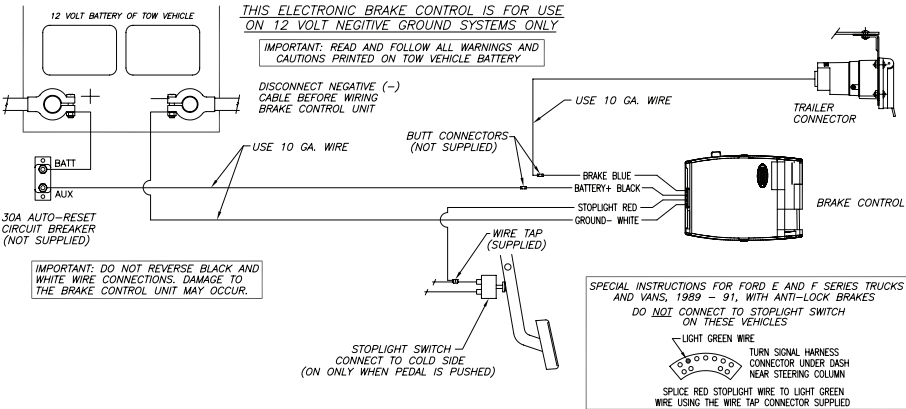 12 VOLT BATTERY OF TOW VEHICLE
THIS ELECTRONIC BRAKE CONTROL IS FOR USE
ON 12 VOLT NEGITIVE GROUND SYSTEMS ONLY
IMPORTANT: READ AND FOLLOW ALL WARNINGS AND
CAUTIONS PRINTED ON TOW VEHICLE BATTERY
+
-
DISCONNECT NEGATIVE (-)
CABLE BEFORE WIRING
BRAKE CONTROL UNIT
USE 10 GA. WIRE
TRAILER
CONNECTOR
BUTT CONNECTORS
(NOT SUPPLIED)
USE 10 GA. WIRE
BATT
AUX
30A AUTO-RESET
CIRCUIT BREAKER
(NOT SUPPLIED)
BRAKE BLUE
BATTERY+ BLACK
STOPLIGHT RED
GROUND- WHITE
BRAKE CONTROL
WIRE TAP
(SUPPLIED)
IMPORTANT: DO NOT REVERSE BLACK AND
WHITE WIRE CONNECTIONS. DAMAGE TO
THE BRAKE CONTROL UNIT MAY OCCUR.
STOPLIGHT SWITCH
CONNECT TO COLD SIDE
(ON ONLY WHEN PEDAL IS PUSHED)
SPECIAL INSTRUCTIONS FOR FORD E AND F SERIES TRUCKS
AND VANS, 1989 - 91, WITH ANTI-LOCK BRAKES
DO NOT CONNECT TO STOPLIGHT SWITCH
ON THESE VEHICLES
LIGHT GREEN WIRE
TURN SIGNAL HARNESS
CONNECTOR UNDER DASH
NEAR STEERING COLUMN
SPLICE RED STOPLIGHT WIRE TO LIGHT GREEN
WIRE USING THE WIRE TAP CONNECTOR SUPPLIED